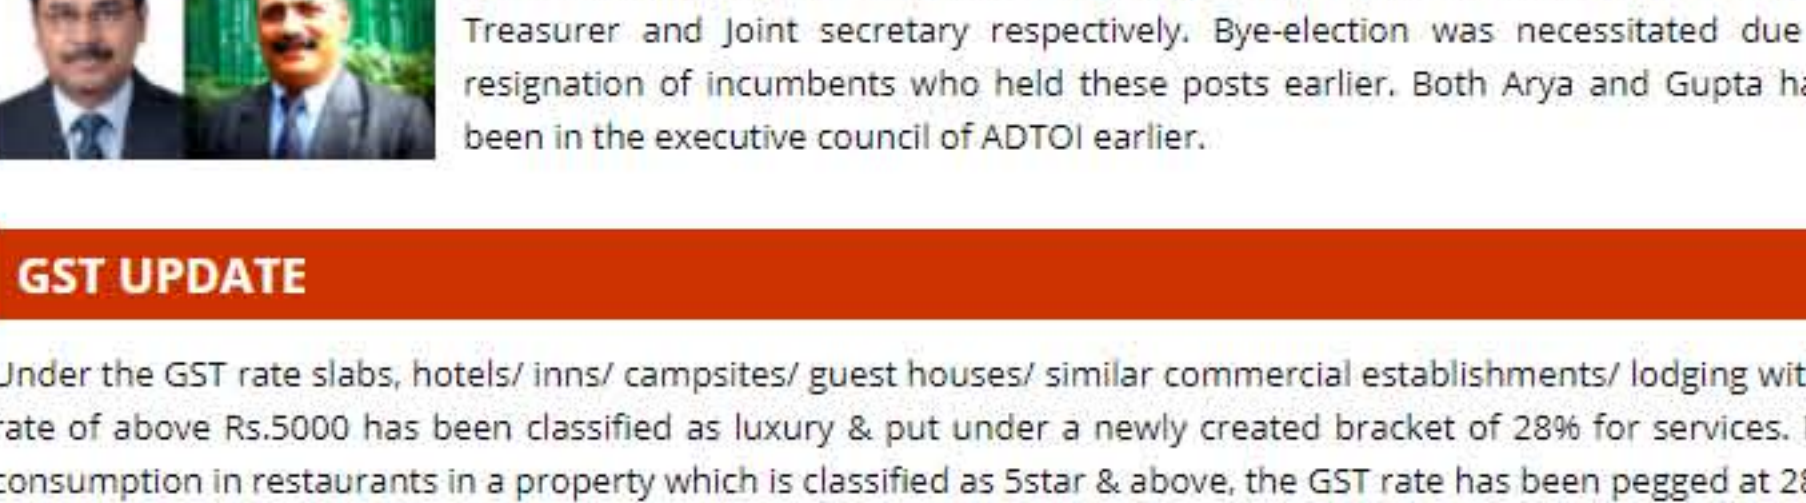 Treasurer and Joint secretary respectively. Bye-election was necessitated due
resignation of incumbents who held these posts earlier. Both Arya and Gupta ha
been in the executive council of ADTOI earlier.
GST UPDATE
Under the GST rate slabs, hotels/ inns/ campsites/ guest houses/ similar commercial establishments/ lodging wit
rate of above Rs.5000 has been classified as luxury & put under a newly created bracket of 28% for services.
consumption in restaurants in a property which is classified as 5star & above, the GST rate has been pegged at 28